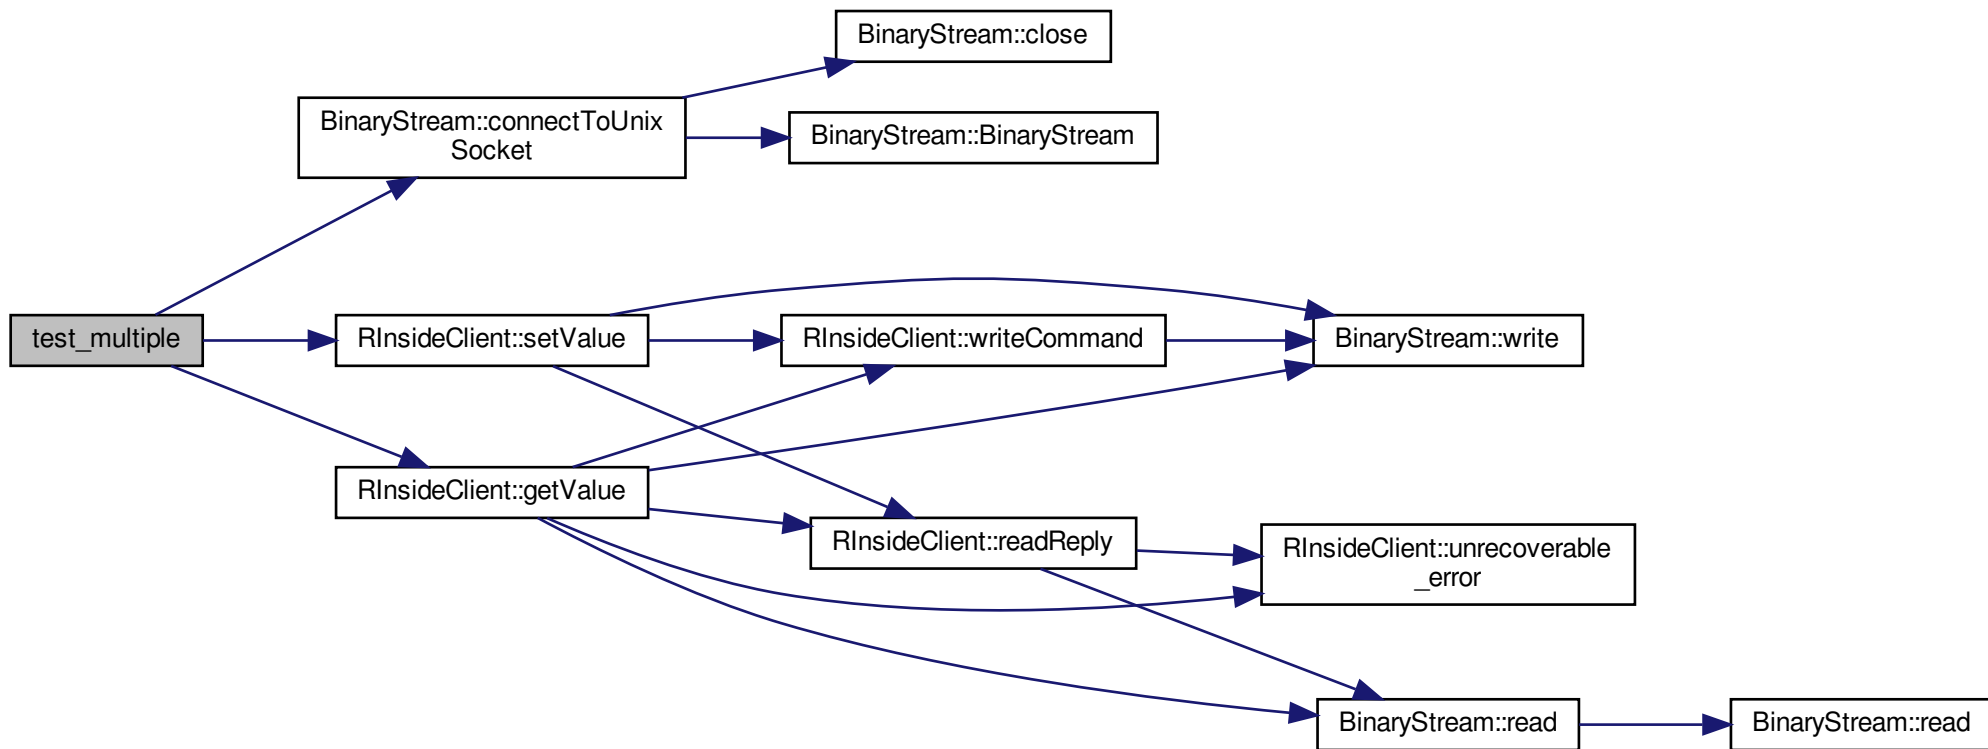 BinaryStream::close
BinaryStream::connectToUnix
Socket
BinaryStream::BinaryStream
test_multiple
RInsideClient::setValue
RInsideClient::writeCommand
BinaryStream::write
RInsideClient::getValue
RInsideClient::readReply
RInsideClient::unrecoverable
_error
BinaryStream::read
BinaryStream::read